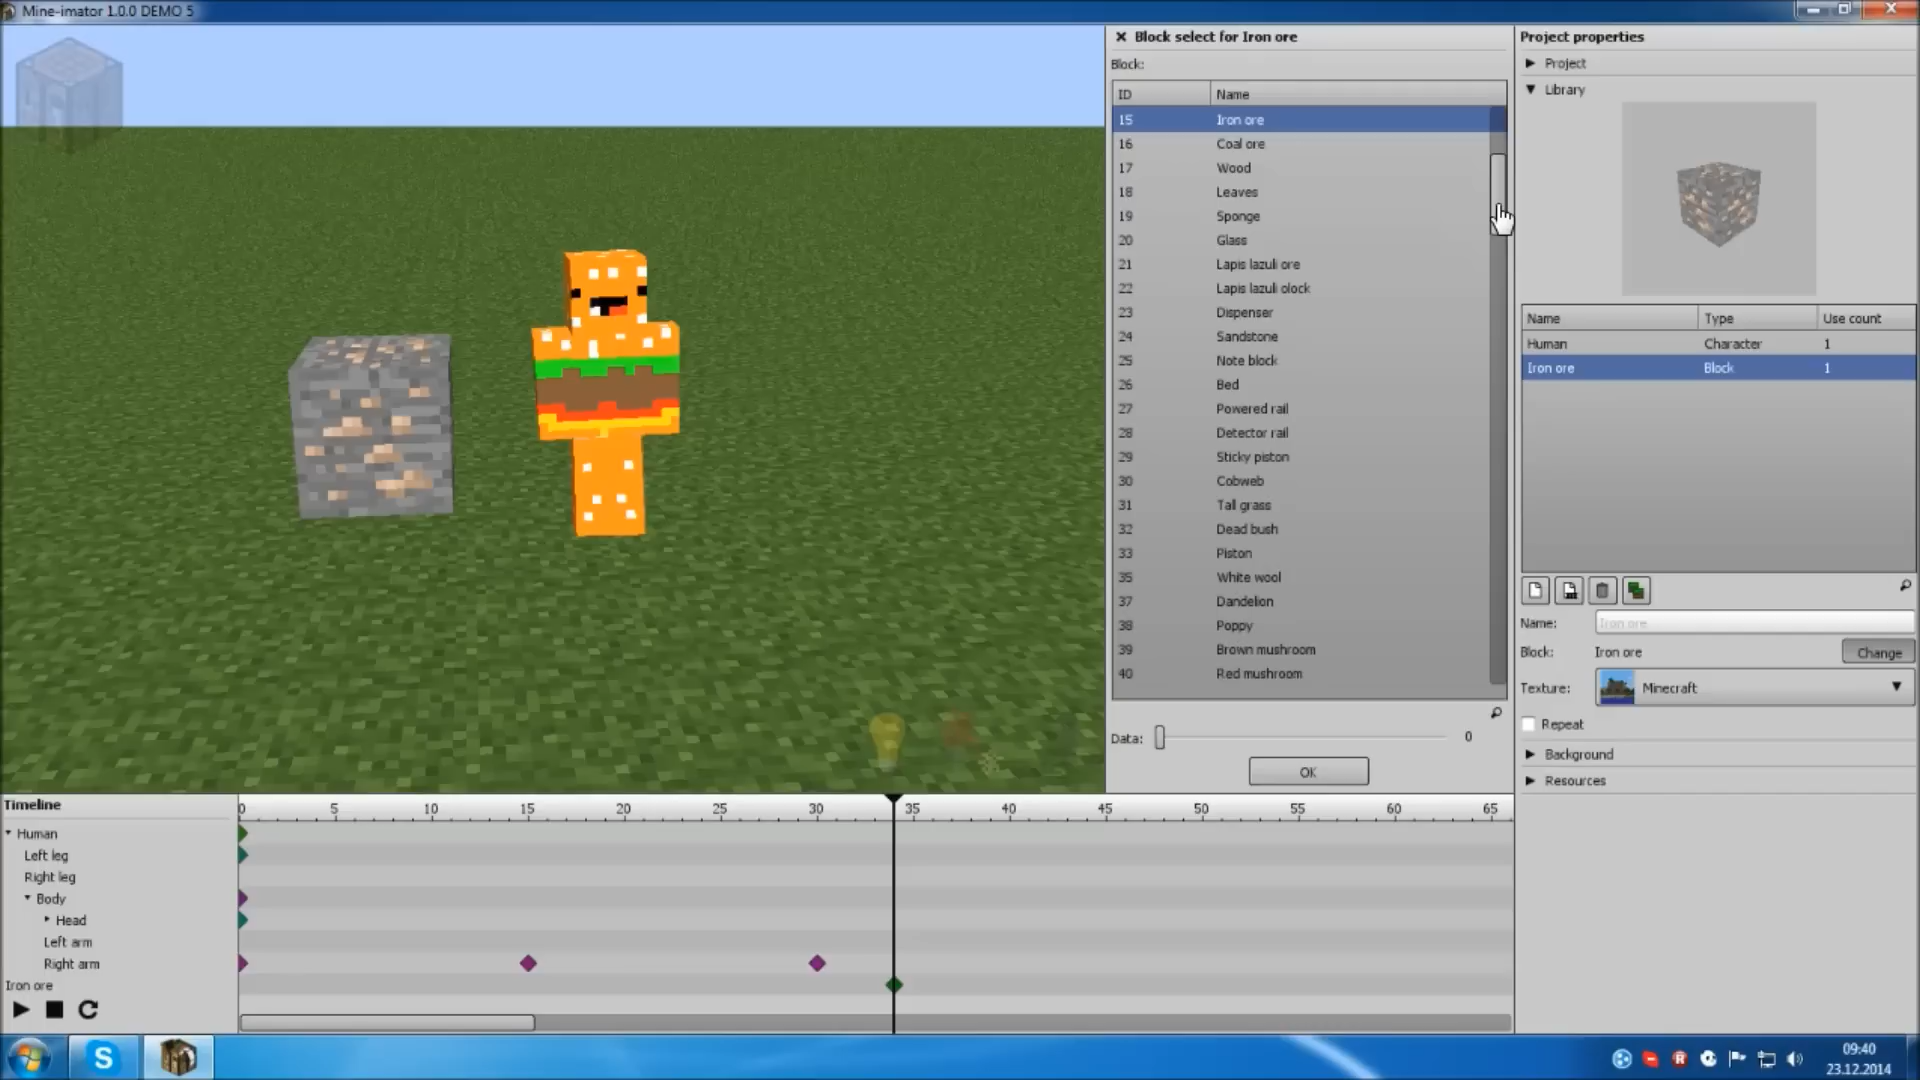 Mine-imator 1.0.0 DEMO 5
Block select for Iron ore
Block:
ID Name
15 Iron ore
16 Coal ore
17 Wood
18 Leaves
19 Sponge
20 Glass
21 Lapis lazuli ore
22 Lapis lazuli olock
23 Dispenser
24 Sandstone
25 Note block
26 Bed
27 Powered rail
28 Detector rail
29 Sticky piston
30 Cobweb
31 Tall grass
32 Dead bush
33 Piston
35 White wool
37 Dandelion
38 Poppy
39 Brown mushroom
40 Red mushroom
Data: 0
OK
Project properties
Project
Library
Name Type Use count
Human Character 1
Iron ore Block 1
Name: Iron ore
Block: Iron ore Change
Texture: Minecraft
Repeat
Background
Resources
Timeline
0 5 10 15 20 25 30 35 40 45 50 55 60 65
Human
Left leg
Right leg
Body
Head
Left arm
Right arm
Iron ore
09:40
23.12.2014